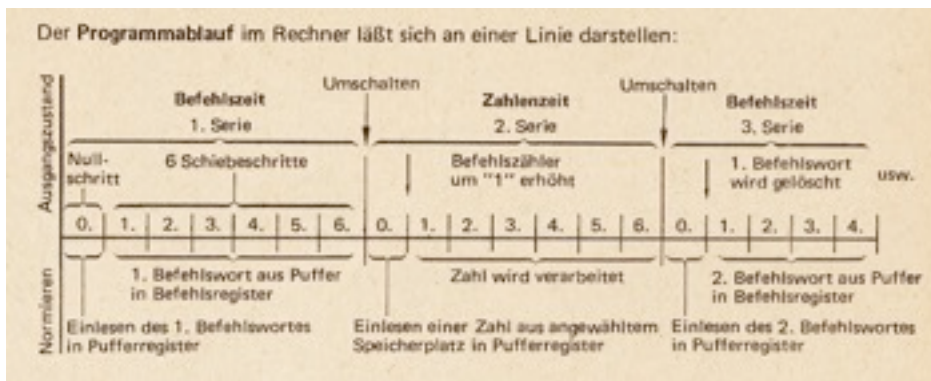 Der Programmablauf im Rechner läßt sich an einer Linie darstellen:
Umschalten
Umschalten
Befehlszeit
Zahlenzeit
Befehlszeit
1. Serie
2. Serie
3. Serie
Ausgangszustand
Null-
schritt
6 Schiebeschritte
Befehlszähler
um "1" erhöht
1. Befehlswort
wird gelöscht
usw.
0. 1. 2. 3. 4. 5. 6. 0. 1. 2. 3. 4. 5. 6. 0. 1. 2. 3. 4.
Normieren
1. Befehlswort aus Puffer
in Befehlsregister
Zahl wird verarbeitet
2. Befehlswort aus Puffer
in Befehlsregister
Einlesen des 1. Befehlswortes
in Pufferregister
Einlesen einer Zahl aus angewähltem
Speicherplatz in Pufferregister
Einlesen des 2. Befehlswortes
in Pufferregister